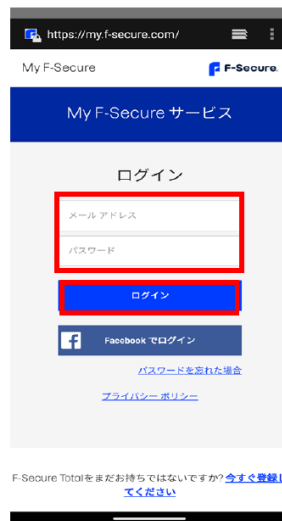 https://my.f-secure.com/
My F-Secure
F-Secure.
My F-Secure サービス
ログイン
メール アドレス
パスワード
ログイン
Facebook でログイン
パスワードを忘れた場合
プライバシー ポリシー
F-Secure Totalをまだお持ちではないですか? 今すぐ登録し
てください